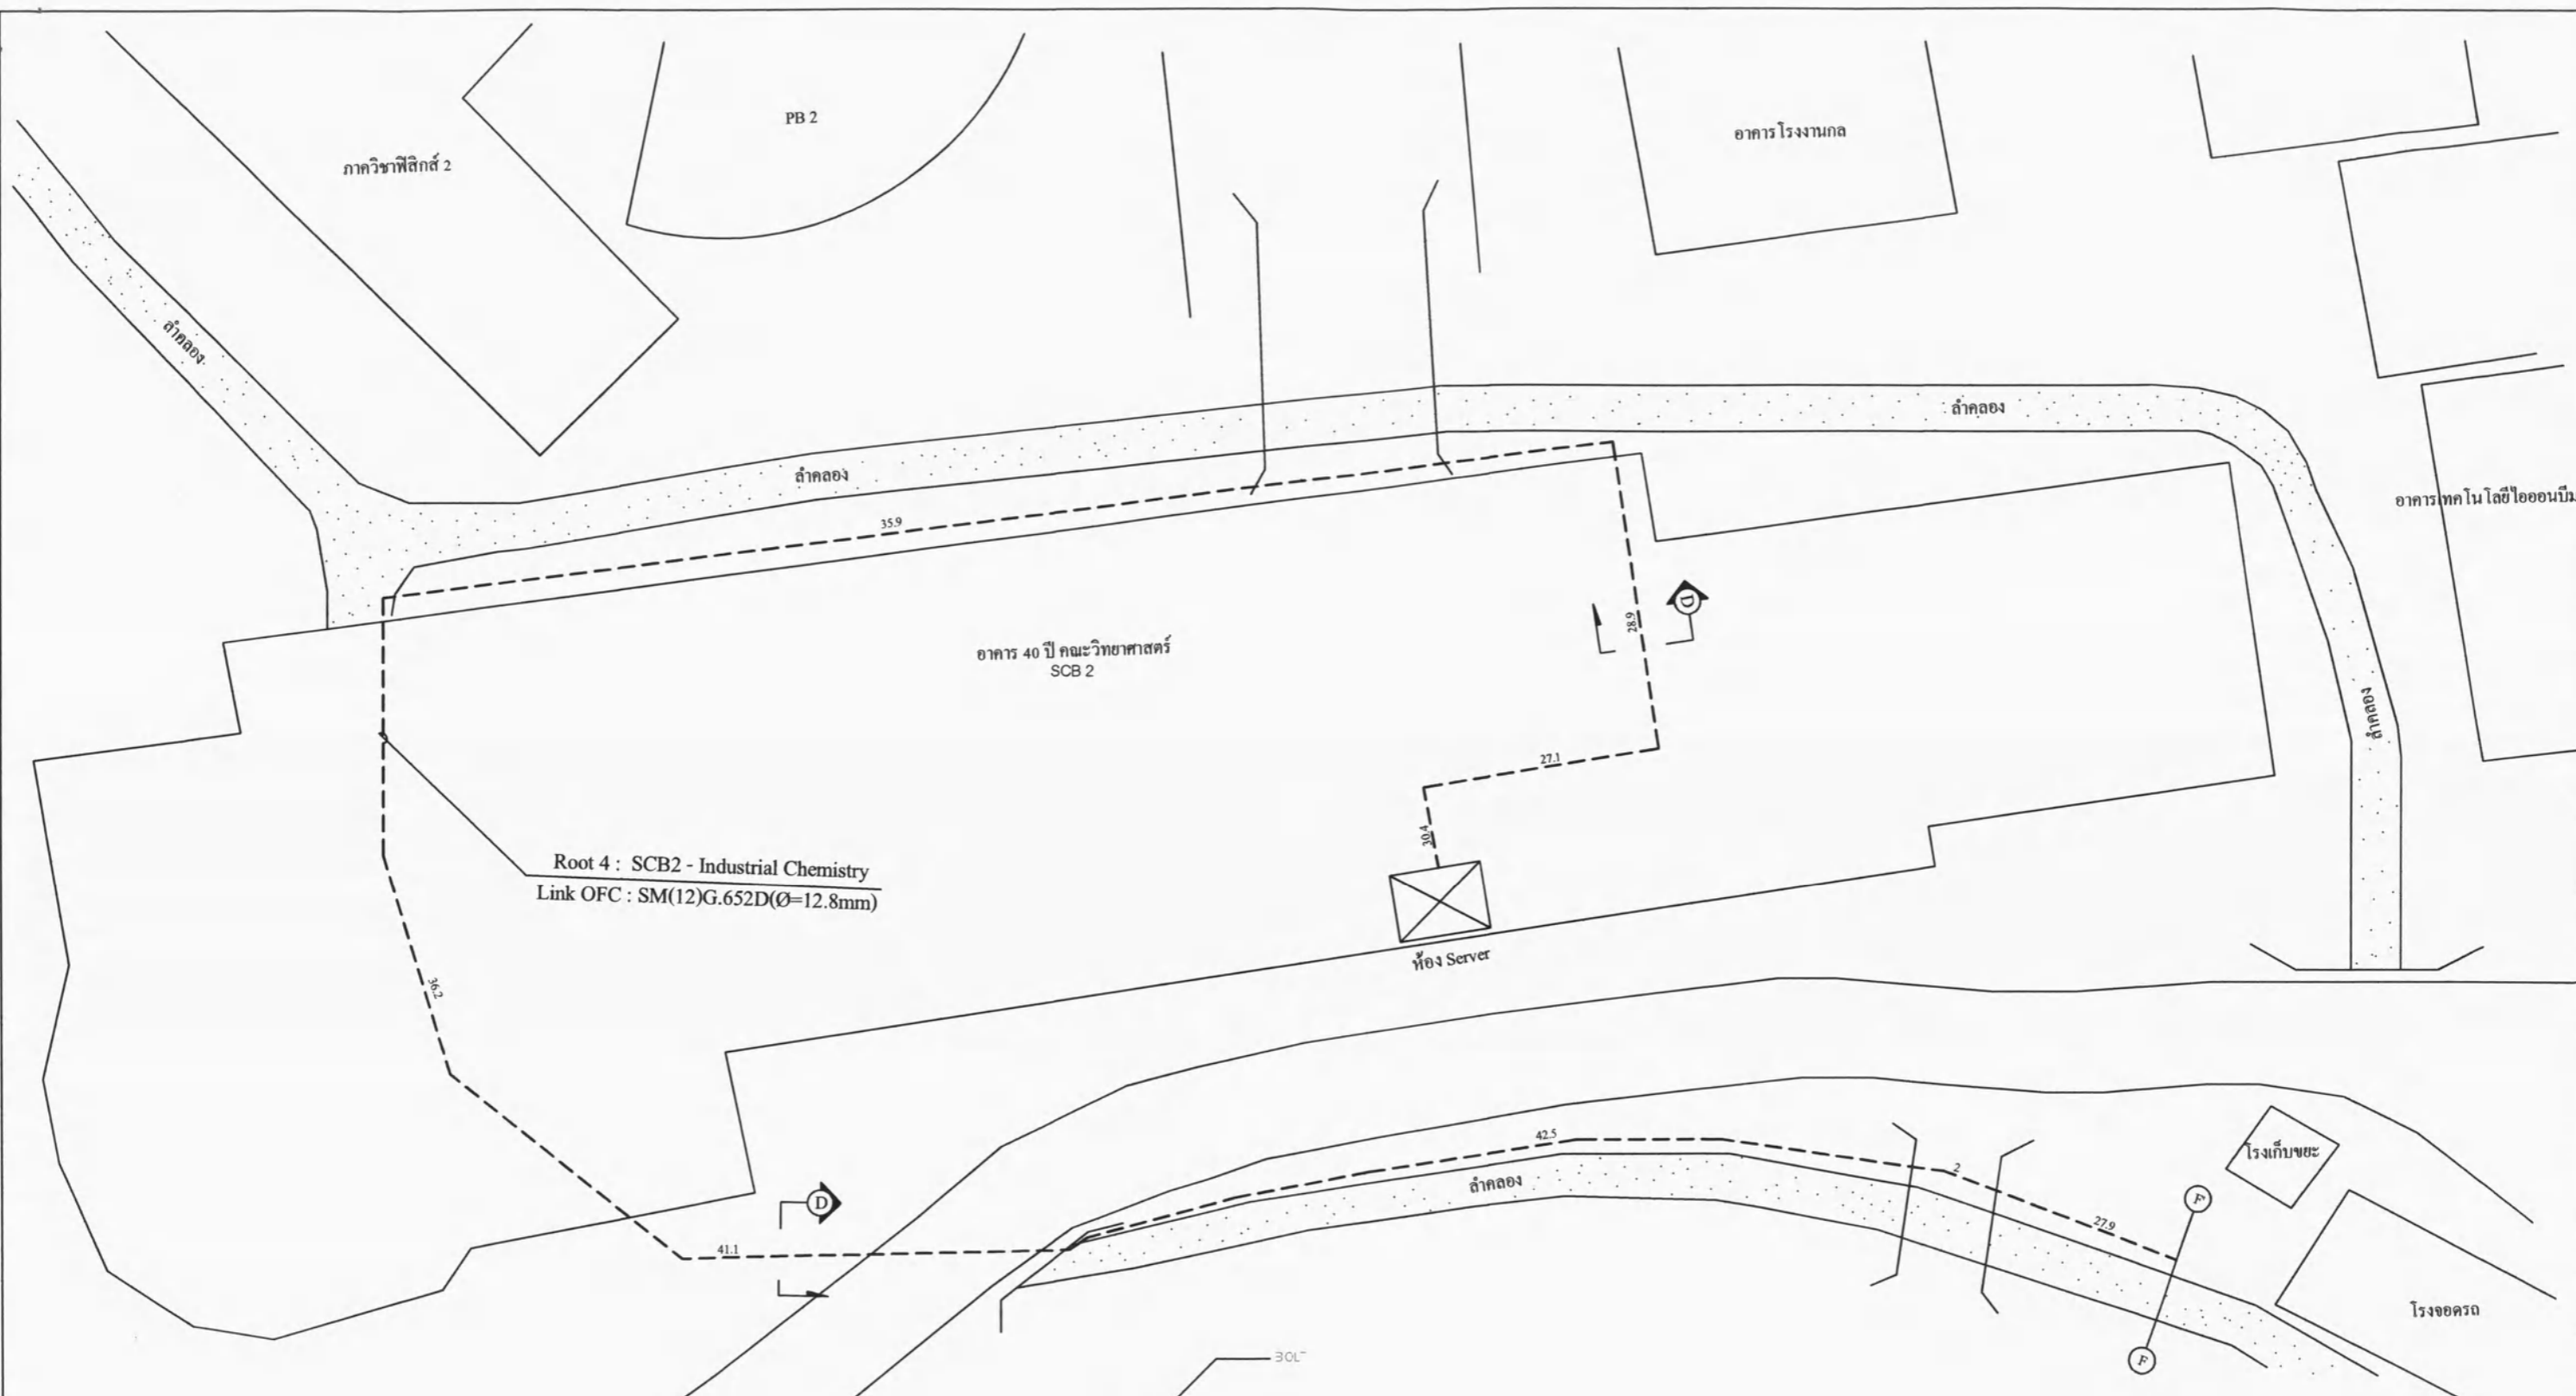 PB 2
อาคารโรงงานกล
ภาควิชาฟิสิกส์ 2
ลำคลอง
ลำคลอง
ลำคลอง
อาคารเทคโนโลยีไอออนบีม
35.9
D
28.9
อาคาร 40 ปี คณะวิทยาศาสตร์
SCB 2
ลำคลอง
27.1
30.4
Root 4 : SCB2 - Industrial Chemistry
Link OFC : SM(12)G.652D(Ø=12.8mm)
ห้อง Server
36.2
42.5
โรงเก็บขยะ
2
ลำคลอง
D
F
27.9
41.1
โรงจอดรถ
F